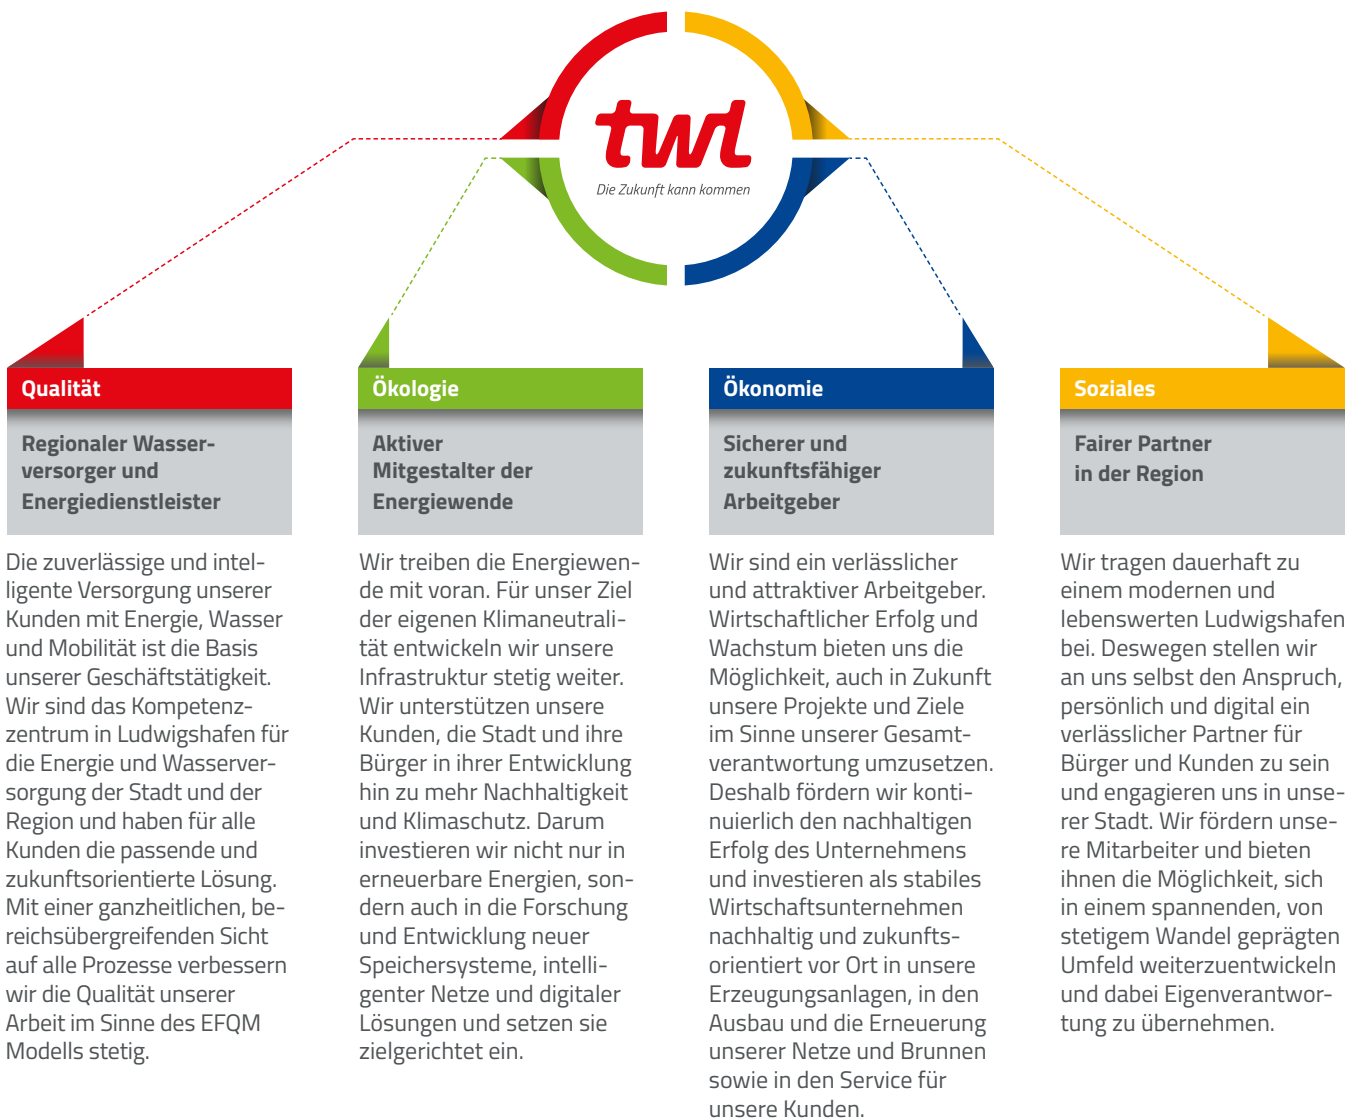 twl
Die Zukunft kann kommen
Qualität
Regionaler Wasser-
versorger und
Energiedienstleister
Die zuverlässige und intel-
ligente Versorgung unserer
Kunden mit Energie, Wasser
und Mobilität ist die Basis
unserer Geschäftstätigkeit.
Wir sind das Kompetenz-
zentrum in Ludwigshafen für
die Energie und Wasserver-
sorgung der Stadt und der
Region und haben für alle
Kunden die passende und
zukunftsorientierte Lösung.
Mit einer ganzheitlichen, be-
reichsübergreifenden Sicht
auf alle Prozesse verbessern
wir die Qualität unserer
Arbeit im Sinne des EFQM
Modells stetig.
Ökologie
Aktiver
Mitgestalter der
Energiewende
Wir treiben die Energiewen-
de mit voran. Für unser Ziel
der eigenen Klimaneutrali-
tät entwickeln wir unsere
Infrastruktur stetig weiter.
Wir unterstützen unsere
Kunden, die Stadt und ihre
Bürger in ihrer Entwicklung
hin zu mehr Nachhaltigkeit
und Klimaschutz. Darum
investieren wir nicht nur in
erneuerbare Energien, son-
dern auch in die Forschung
und Entwicklung neuer
Speichersysteme, intelli-
genter Netze und digitaler
Lösungen und setzen sie
zielgerichtet ein.
Ökonomie
Sicherer und
zukunftsfähiger
Arbeitgeber
Wir sind ein verlässlicher
und attraktiver Arbeitgeber.
Wirtschaftlicher Erfolg und
Wachstum bieten uns die
Möglichkeit, auch in Zukunft
unsere Projekte und Ziele
im Sinne unserer Gesamt-
verantwortung umzusetzen.
Deshalb fördern wir konti-
nuierlich den nachhaltigen
Erfolg des Unternehmens
und investieren als stabiles
Wirtschaftsunternehmen
nachhaltig und zukunfts-
orientiert vor Ort in unsere
Erzeugungsanlagen, in den
Ausbau und die Erneuerung
unserer Netze und Brunnen
sowie in den Service für
unsere Kunden.
Soziales
Fairer Partner
in der Region
Wir tragen dauerhaft zu
einem modernen und
lebenswerten Ludwigshafen
bei. Deswegen stellen wir
an uns selbst den Anspruch,
persönlich und digital ein
verlässlicher Partner für
Bürger und Kunden zu sein
und engagieren uns in unse-
rer Stadt. Wir fördern unse-
re Mitarbeiter und bieten
ihnen die Möglichkeit, sich
in einem spannenden, von
stetigem Wandel geprägten
Umfeld weiterzuentwickeln
und dabei Eigenverantwor-
tung zu übernehmen.